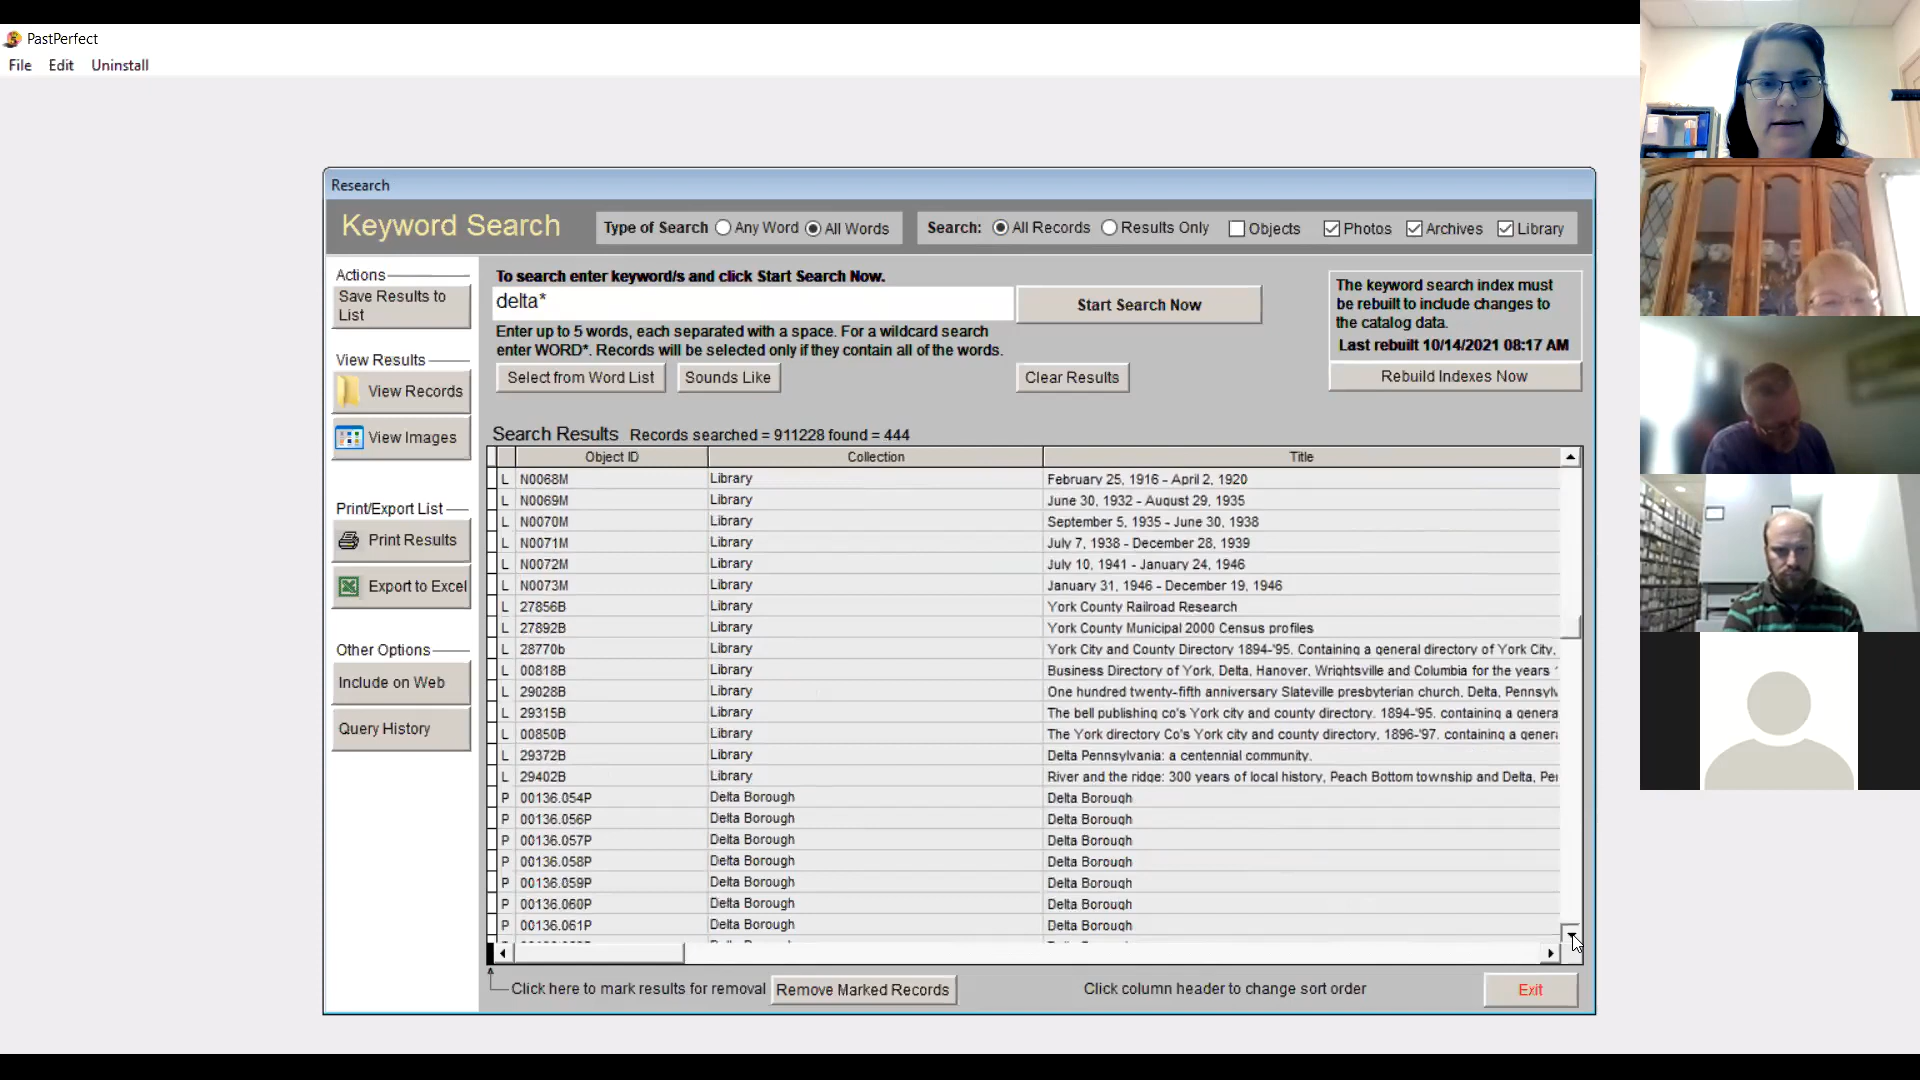 PastPerfect
File Edit Uninstall
Research
Keyword Search
Type of Search Any Word All Words
Search: All Records Results Only Objects Photos Archives Library
Actions
Save Results to
List
View Results
View Records
View Images
Print/Export List
Print Results
Export to Excel
Other Options
Include on Web
Query History
To search enter keyword/s and click Start Search Now.
delta*
Start Search Now
Enter up to 5 words, each separated with a space. For a wildcard search
enter WORD*. Records will be selected only if they contain all of the words.
Select from Word List Sounds Like Clear Results
The keyword search index must
be rebuilt to include changes to
the catalog data.
Last rebuilt 10/14/2021 08:17 AM
Rebuild Indexes Now
Search Results Records searched = 911228 found = 444
Object ID Collection Title
L N0068M Library February 25, 1916 - April 2, 1920
L N0069M Library June 30, 1932 - August 29, 1935
L N0070M Library September 5, 1935 - June 30, 1938
L N0071M Library July 7, 1938 - December 28, 1939
L N0072M Library July 10, 1941 - January 24, 1946
L N0073M Library January 31, 1946 - December 19, 1946
L 27856B Library York County Railroad Research
L 27892B Library York County Municipal 2000 Census profiles
L 28770b Library York City and County Directory 1894-'95. Containing a general directory of York City,
L 00818B Library Business Directory of York, Delta, Hanover, Wrightsville and Columbia for the years
L 29028B Library One hundred twenty-fifth anniversary Slateville presbyterian church, Delta, Pennsylv
L 29315B Library The bell publishing co's York city and county directory. 1894-'95. containing a genera
L 00850B Library The York directory Co's York city and county directory, 1896-'97. containing a gener
L 29372B Library Delta Pennsylvania: a centennial community.
L 29402B Library River and the ridge: 300 years of local history, Peach Bottom township and Delta, Pe
P 00136.054P Delta Borough Delta Borough
P 00136.056P Delta Borough Delta Borough
P 00136.057P Delta Borough Delta Borough
P 00136.058P Delta Borough Delta Borough
P 00136.059P Delta Borough Delta Borough
P 00136.060P Delta Borough Delta Borough
P 00136.061P Delta Borough Delta Borough
Click here to mark results for removal Remove Marked Records Click column header to change sort order Exit